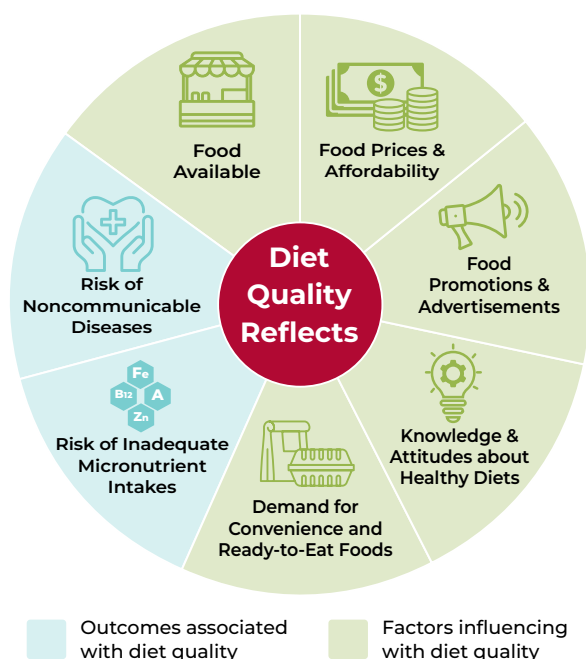 Food
Available
Food Prices &
Affordability
$
Food
Promotions &
Advertisements
Knowledge &
Attitudes about
Healthy Diets
Demand for
Convenience and
Ready-to-Eat Foods
Risk of Inadequate
Micronutrient
Intakes
Fe
B12
A
Zn
Risk of
Noncommunicable
Diseases
Diet
Quality
Reflects
Outcomes associated
with diet quality
Factors influencing
with diet quality